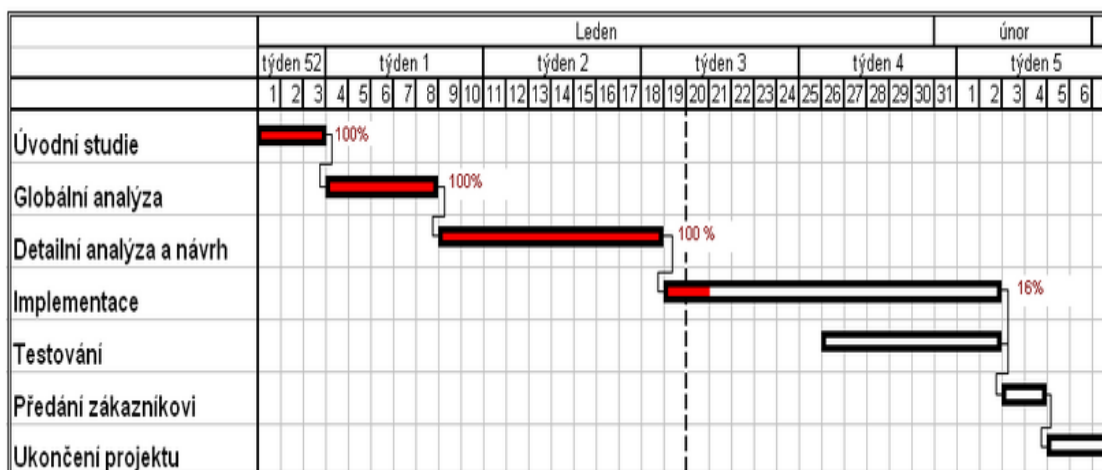 Leden únor
týden 52 týden 1 týden 2 týden 3 týden 4 týden 5
1 2 3 4 5 6 7 8 9 10 11 12 13 14 15 16 17 18 19 20 21 22 23 24 25 26 27 28 29 30 31 1 2 3 4 5 6
Úvodní studie 100%
Globální analýza 100%
Detailní analýza a návrh 100 %
Implementace 16%
Testování
Předání zákazníkovi
Ukončení projektu